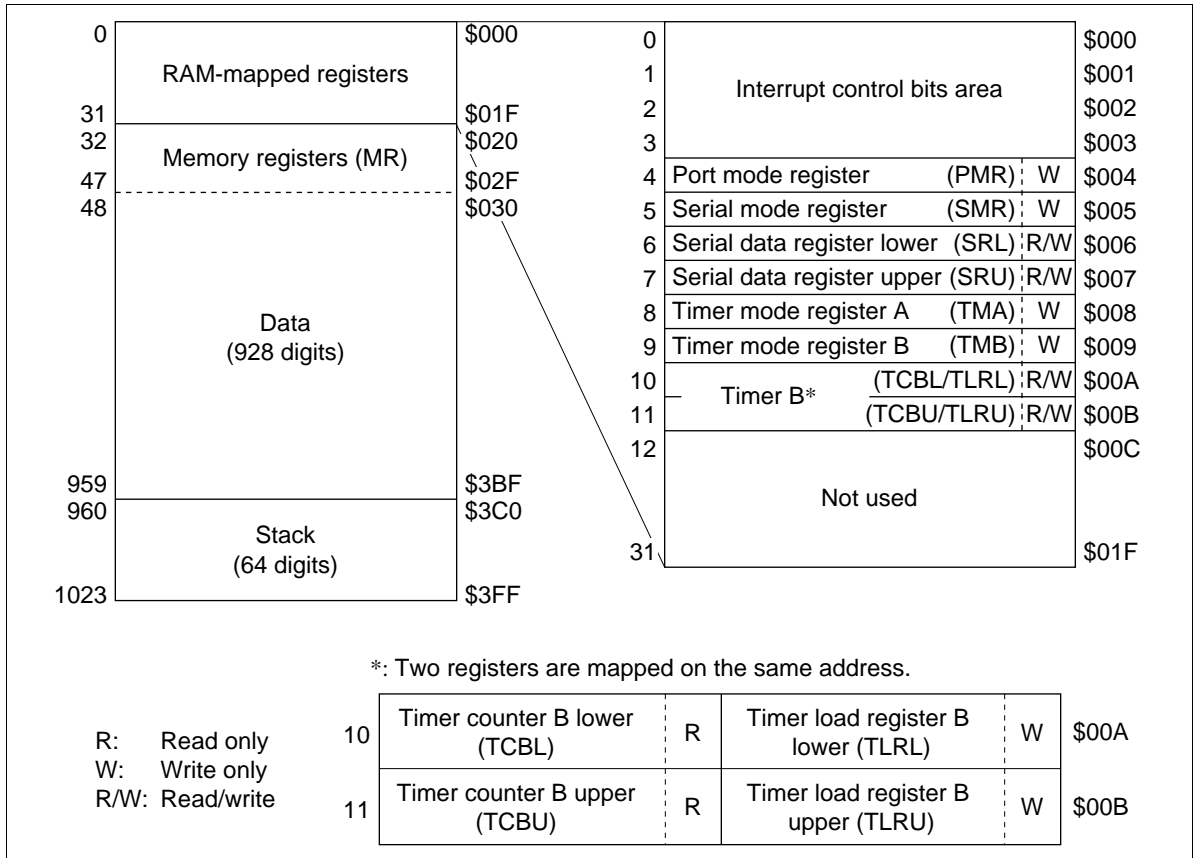 0 $000
RAM-mapped registers
31 $01F
32 $020
Memory registers (MR)
47 $02F
48 $030
Data
(928 digits)
959 $3BF
960 $3C0
Stack
(64 digits)
1023 $3FF
0 $000
1 $001
Interrupt control bits area
2 $002
3 $003
4 Port mode register (PMR) W $004
5 Serial mode register (SMR) W $005
6 Serial data register lower (SRL) R/W $006
7 Serial data register upper (SRU) R/W $007
8 Timer mode register A (TMA) W $008
9 Timer mode register B (TMB) W $009
10 (TCBL/TLRL) R/W $00A
Timer B*
11 (TCBU/TLRU) R/W $00B
12 $00C
Not used
31 $01F
*: Two registers are mapped on the same address.
R: Read only
W: Write only
R/W: Read/write
10 Timer counter B lower (TCBL) R Timer load register B lower (TLRL) W $00A
11 Timer counter B upper (TCBU) R Timer load register B upper (TLRU) W $00B